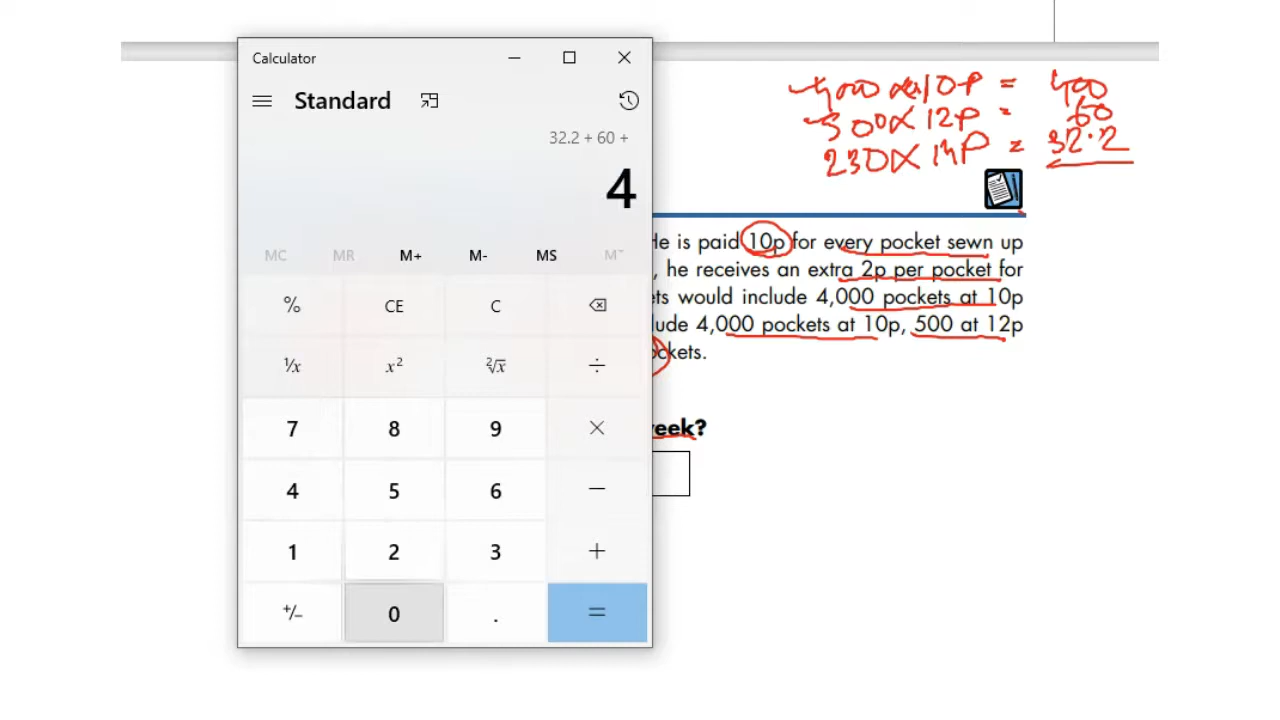 Calculator
Standard
32.2 + 60 +
4
MC MR M+ M- MS M˅
% CE C
⅟x x² ²√x ÷
7 8 9 ×
4 5 6 −
1 2 3 +
+/− 0 . =
10P = 400
500 × 12P = 60
230 × 14P = 32.2
He is paid 10p for every pocket sewn up
, he receives an extra 2p per pocket for
ets would include 4,000 pockets at 10p
lude 4,000 pockets at 10p, 500 at 12p
ockets.
week?